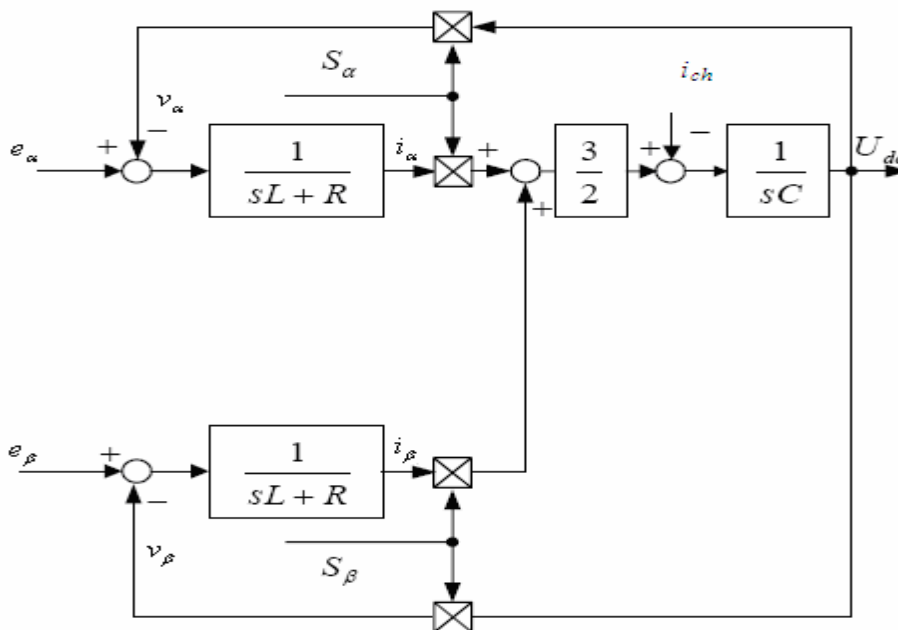 S_α
i_ch
v_α
−
−
e_α
+
1
sL + R
i_α
+
+
3
2
+
1
sC
U_dc
e_β
+
−
1
sL + R
i_β
v_β
S_β